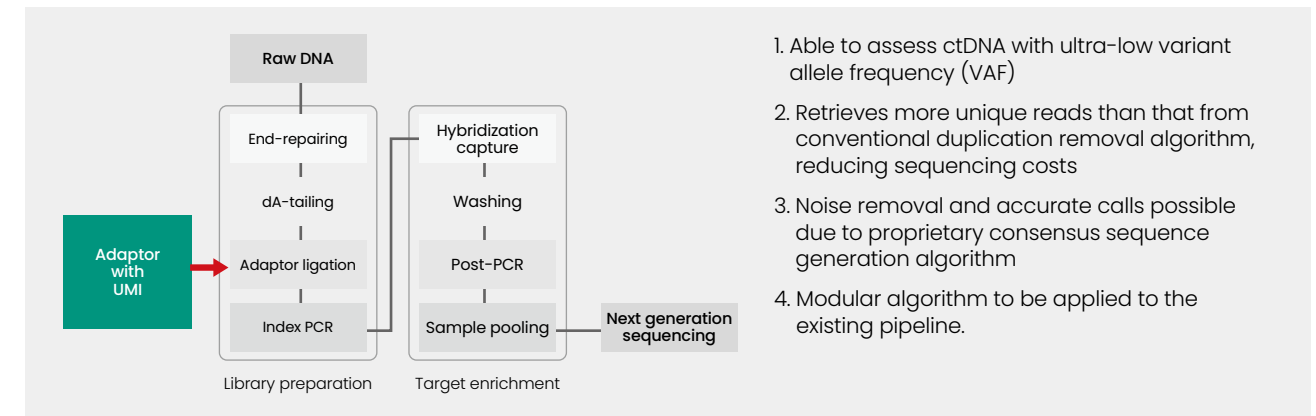 Raw DNA
End-repairing
dA-tailing
Adaptor
with
UMI
Adaptor ligation
Index PCR
Library preparation
Hybridization
capture
Washing
Post-PCR
Sample pooling
Target enrichment
Next generation
sequencing
1. Able to assess ctDNA with ultra-low variant
allele frequency (VAF)
2. Retrieves more unique reads than that from
conventional duplication removal algorithm,
reducing sequencing costs
3. Noise removal and accurate calls possible
due to proprietary consensus sequence
generation algorithm
4. Modular algorithm to be applied to the
existing pipeline.